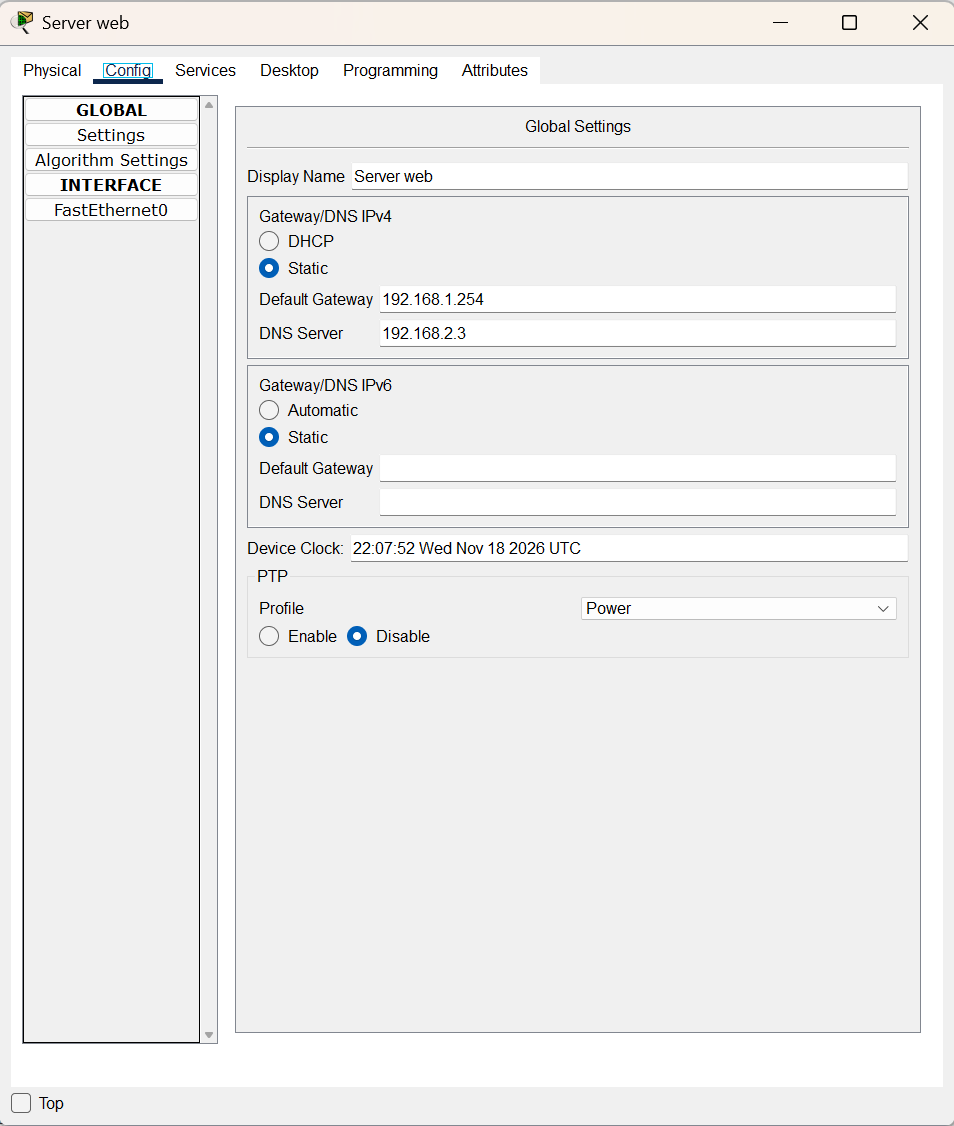 Server web
Physical Config Services Desktop Programming Attributes
GLOBAL
Settings
Algorithm Settings
INTERFACE
FastEthernet0
Global Settings
Display Name Server web
Gateway/DNS IPv4
DHCP
Static
Default Gateway 192.168.1.254
DNS Server 192.168.2.3
Gateway/DNS IPv6
Automatic
Static
Default Gateway
DNS Server
Device Clock: 22:07:52 Wed Nov 18 2026 UTC
PTP
Profile Power
Enable Disable
Top